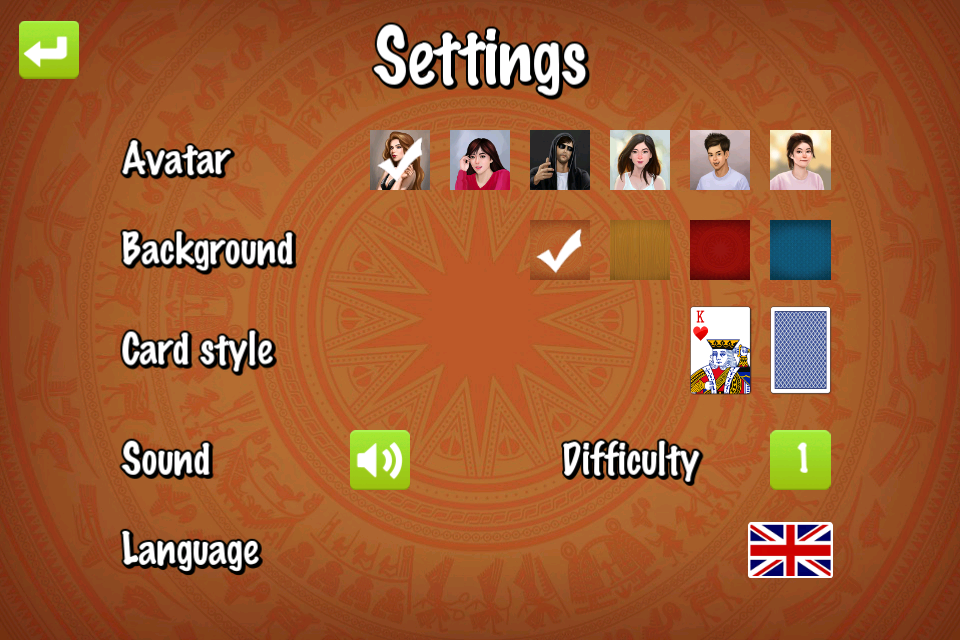 Settings
Avatar
Background
Card style
K
Sound
Difficulty
1
Language